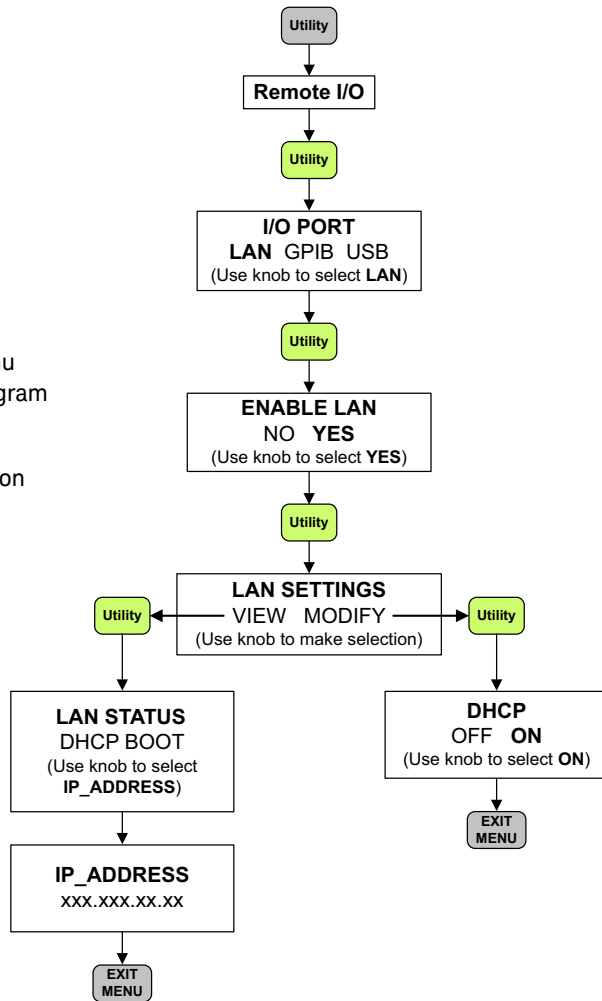 Utility
Remote I/O
Utility
I/O PORT
LAN GPIB USB
(Use knob to select LAN)
Utility
gram
on
ENABLE LAN
NO YES
(Use knob to select YES)
Utility
LAN SETTINGS
VIEW MODIFY
(Use knob to make selection)
Utility
Utility
LAN STATUS
DHCP BOOT
(Use knob to select
IP_ADDRESS)
IP_ADDRESS
xxx.xxx.xx.xx
EXIT
MENU
DHCP
OFF ON
(Use knob to select ON)
EXIT
MENU